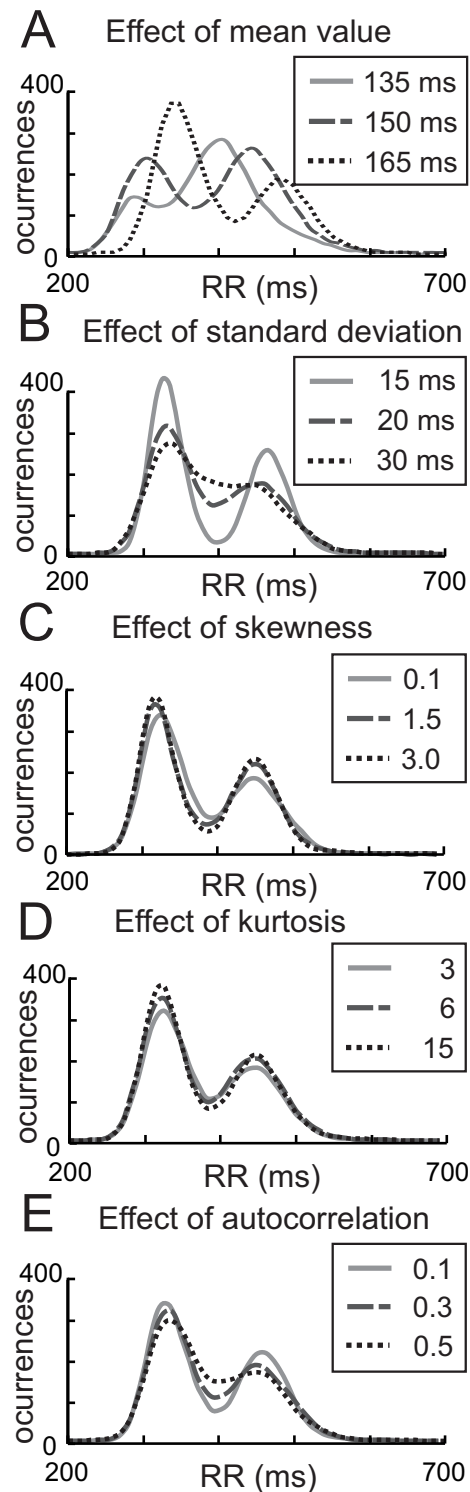 A Effect of mean value
400
135 ms
150 ms
165 ms
ocurrences
0
200 RR (ms) 700
B Effect of standard deviation
400
15 ms
20 ms
30 ms
ocurrences
0
200 RR (ms) 700
C Effect of skewness
400
0.1
1.5
3.0
ocurrences
0
200 RR (ms) 700
D Effect of kurtosis
400
3
6
15
ocurrences
0
200 RR (ms) 700
E Effect of autocorrelation
400
0.1
0.3
0.5
ocurrences
0
200 RR (ms) 700